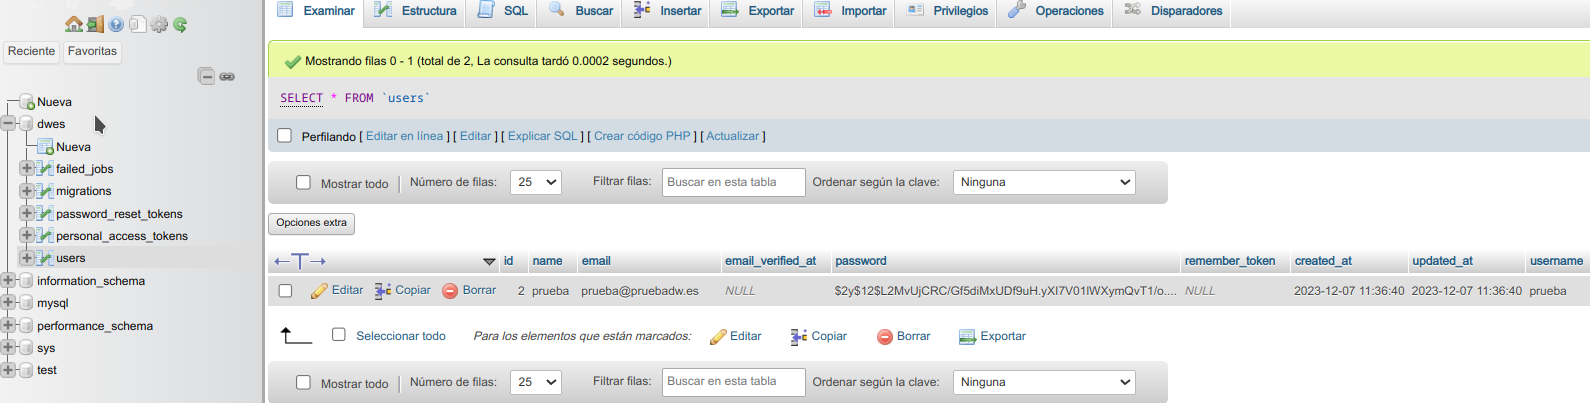 Examinar Estructura SQL Buscar Insertar Exportar Importar Privilegios Operaciones Disparadores
Reciente Favoritas
Nueva
dwes
Nueva
failed_jobs
migrations
password_reset_tokens
personal_access_tokens
users
information_schema
mysql
performance_schema
sys
test
Mostrando filas 0 - 1 (total de 2, La consulta tardó 0.0002 segundos.)
SELECT * FROM `users`
Perfilando [ Editar en línea ] [ Editar ] [ Explicar SQL ] [ Crear código PHP ] [ Actualizar ]
Mostrar todo Número de filas: 25 Filtrar filas: Buscar en esta tabla Ordenar según la clave: Ninguna
Opciones extra
id name email email_verified_at password remember_token created_at updated_at username
Editar Copiar Borrar 2 prueba prueba@pruebadw.es NULL $2y$12$L2MvUjCRC/Gf5diMxUDf9uH.yXI7V01IWXymQvT1/o.... NULL 2023-12-07 11:36:40 2023-12-07 11:36:40 prueba
Seleccionar todo Para los elementos que están marcados: Editar Copiar Borrar Exportar
Mostrar todo Número de filas: 25 Filtrar filas: Buscar en esta tabla Ordenar según la clave: Ninguna